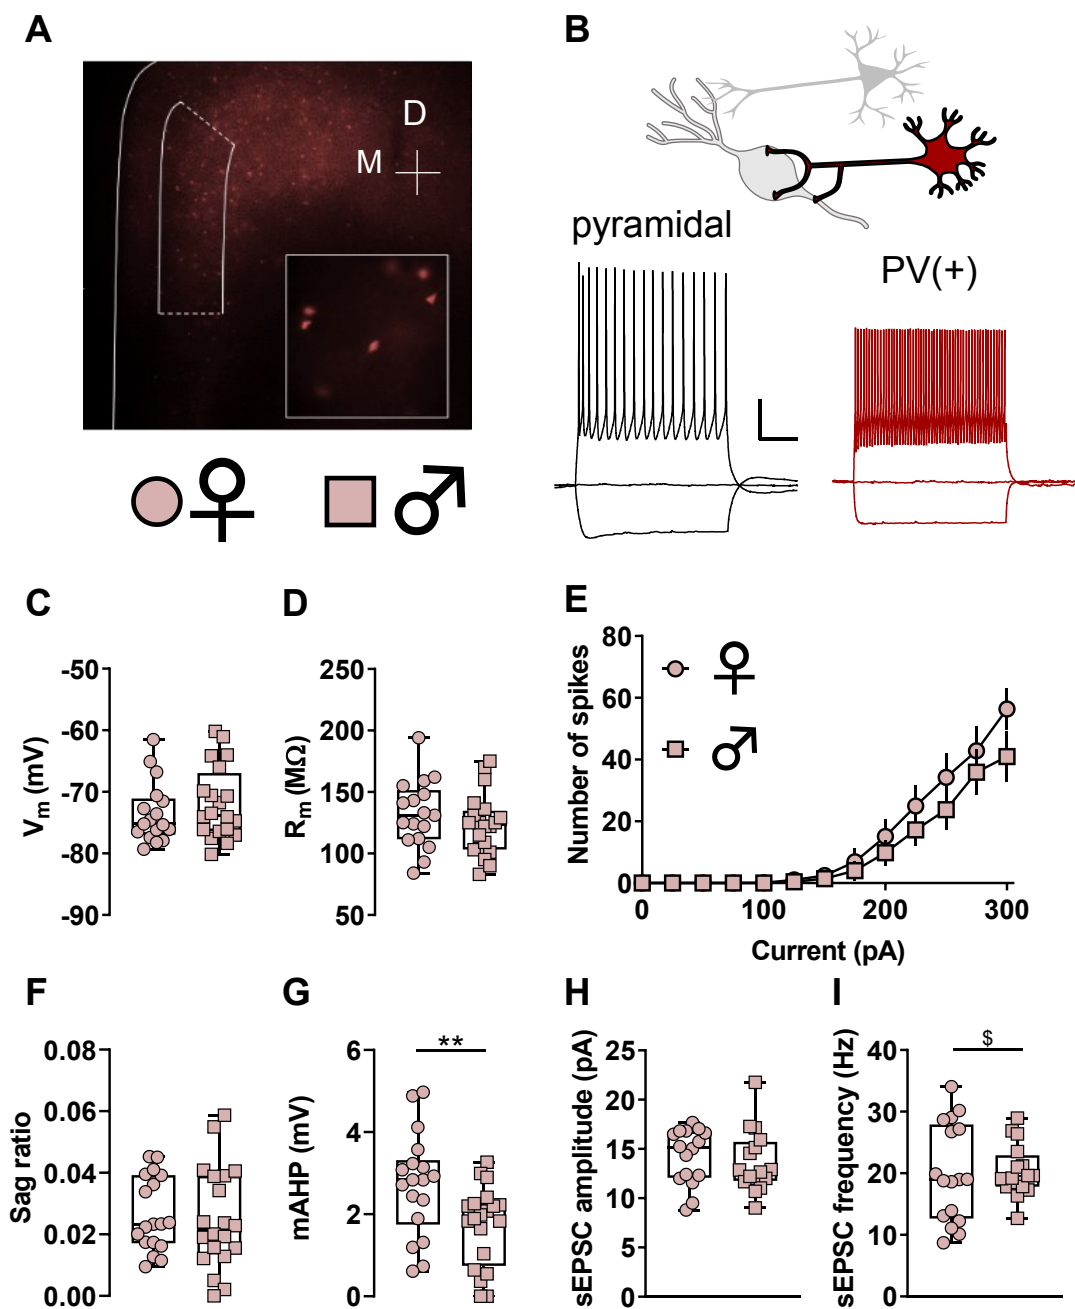 A
B
D
M
pyramidal
PV(+)
♀
♂
C
D
E
-50
-60
-70
-80
-90
Vm (mV)
250
200
150
100
50
Rm (MΩ)
80
60
40
20
0
Number of spikes
♀
♂
0
100
200
300
Current (pA)
F
G
H
I
0.08
0.06
0.04
0.02
0.00
Sag ratio
6
4
2
0
mAHP (mV)
**
25
20
15
10
5
0
sEPSC amplitude (pA)
40
30
20
10
0
sEPSC frequency (Hz)
$